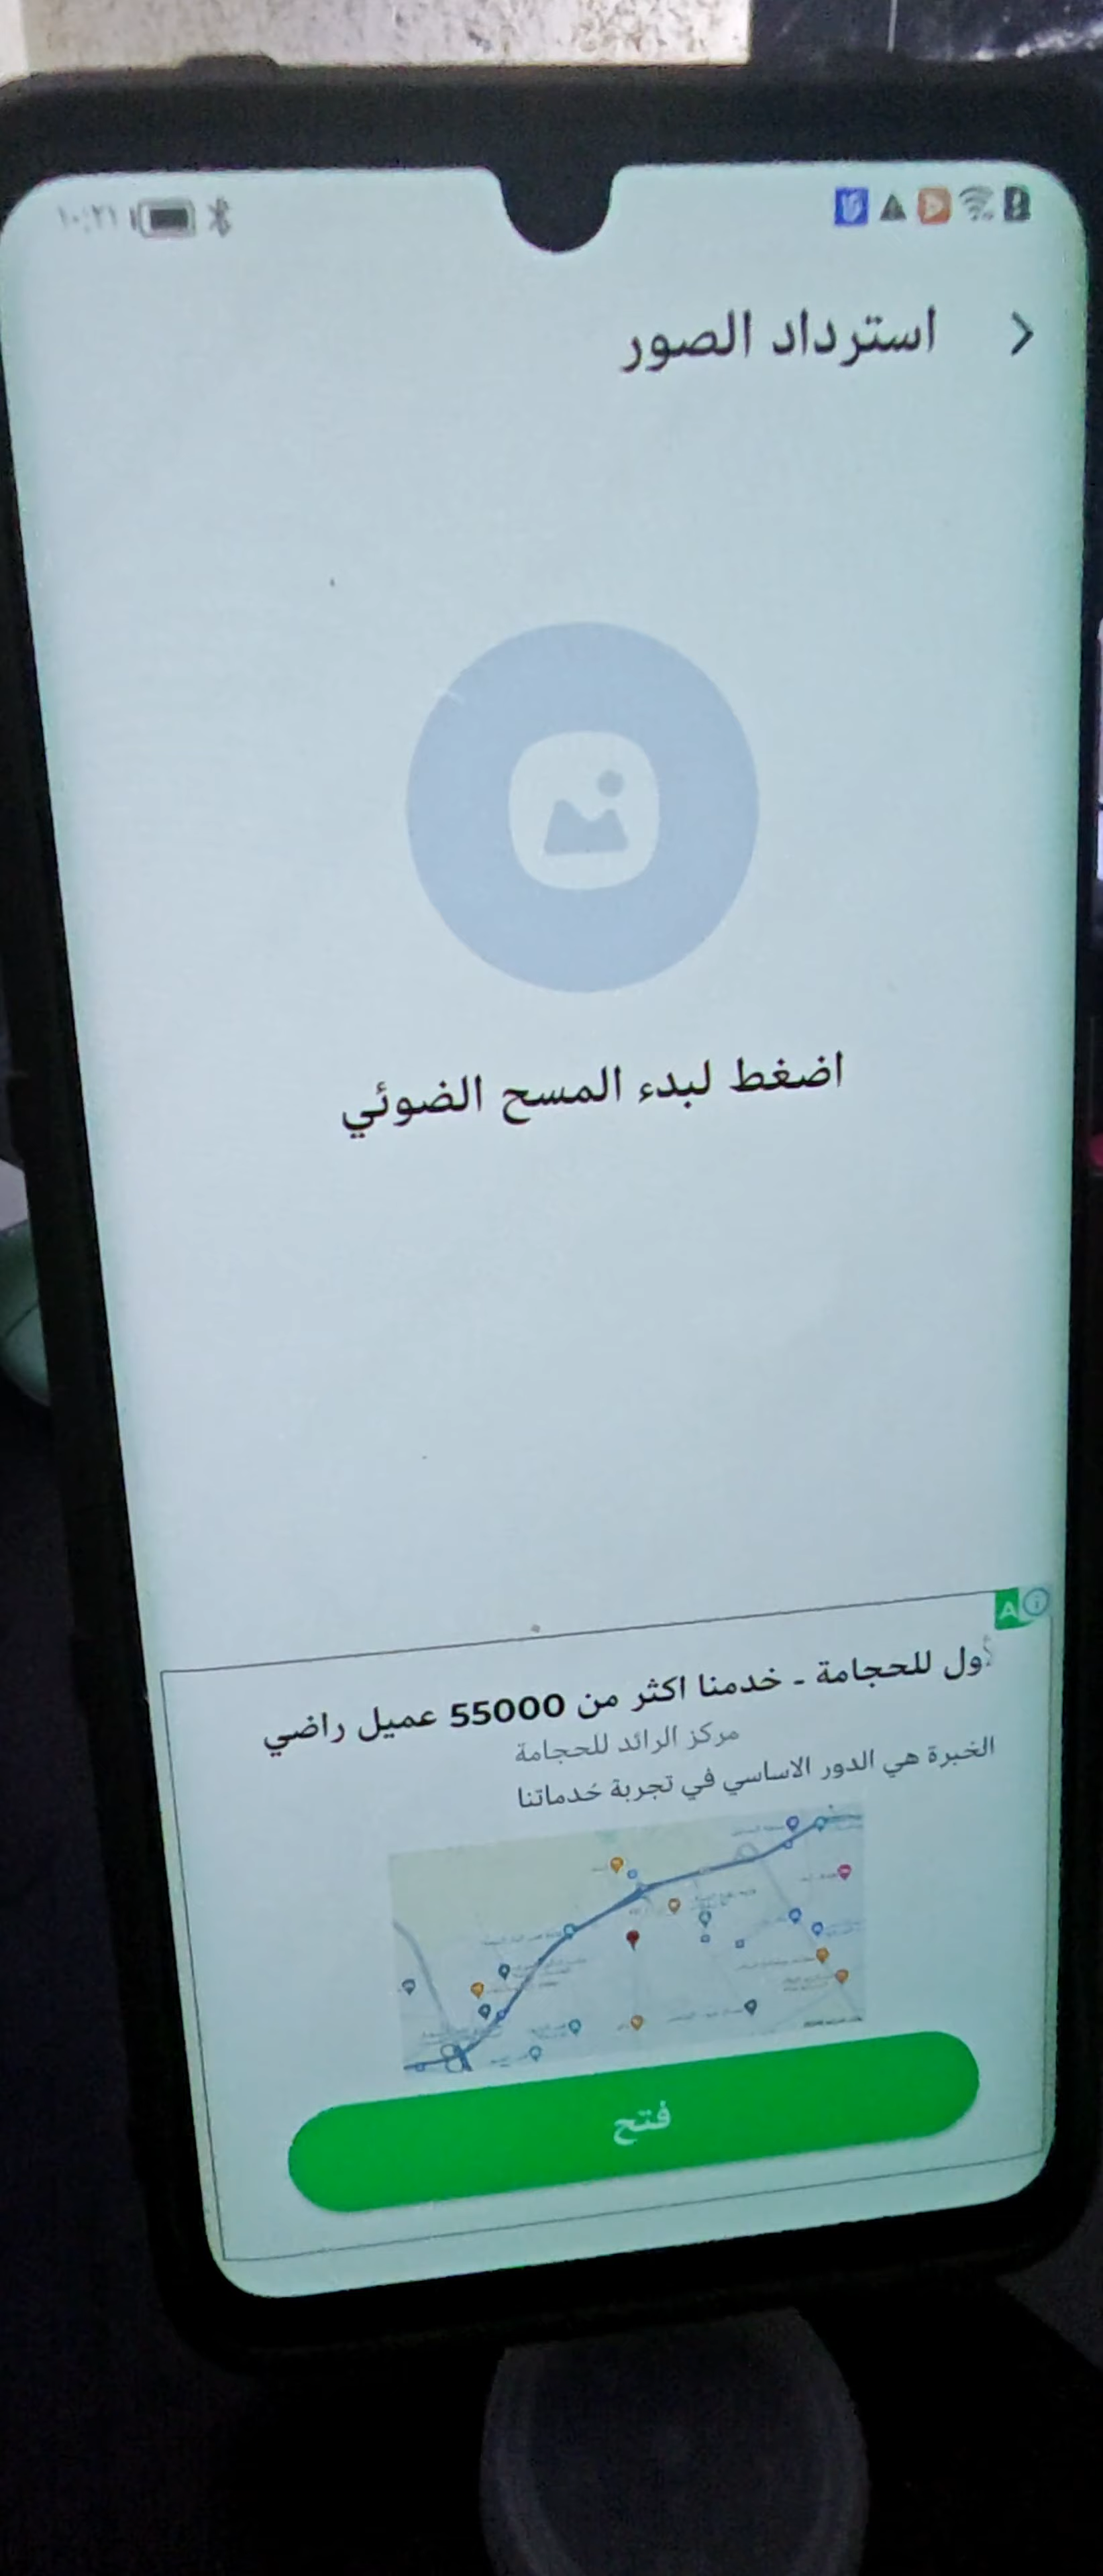 ١٠:٢١
استرداد الصور
اضغط لبدء المسح الضوئي
للحجامة - خدمنا اكثر من 55000 عميل راضي
مركز الرائد للحجامة
الخبرة هي الدور الاساسي في تجربة خدماتنا
فتح